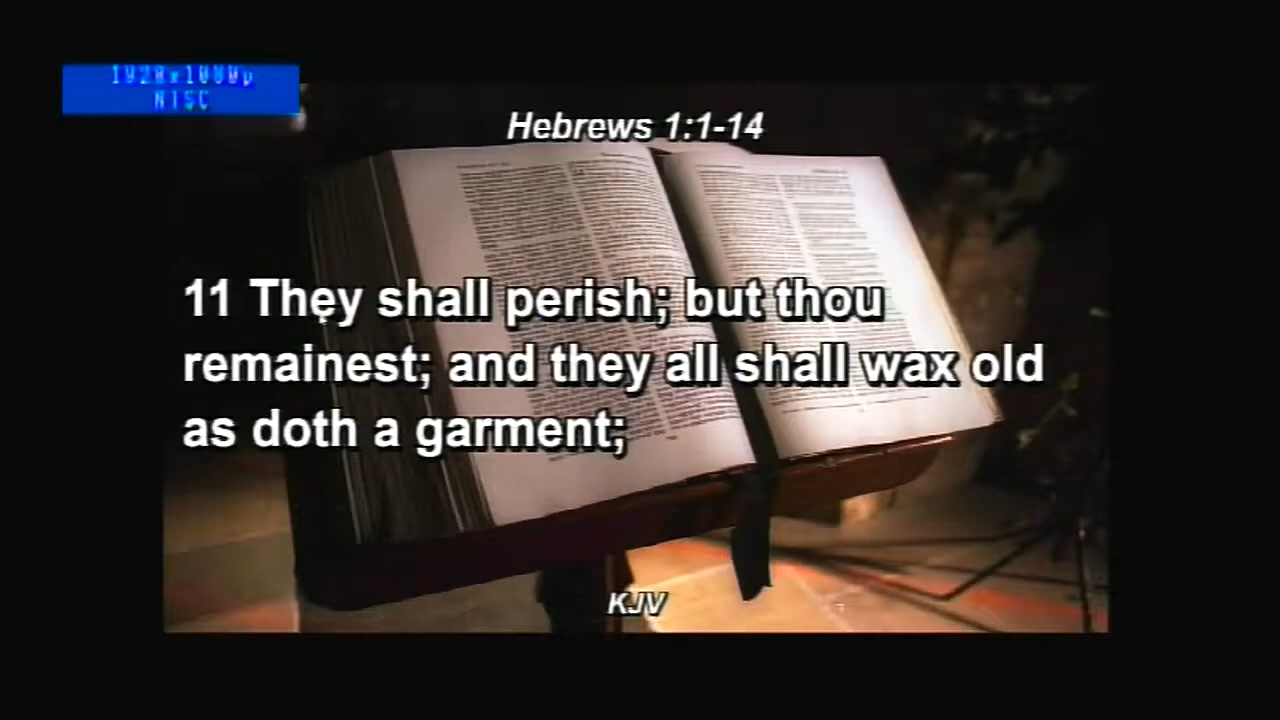 1920x1080p
NTSC
Hebrews 1:1-14
11 They shall perish; but thou
remainest; and they all shall wax old
as doth a garment;
KJV